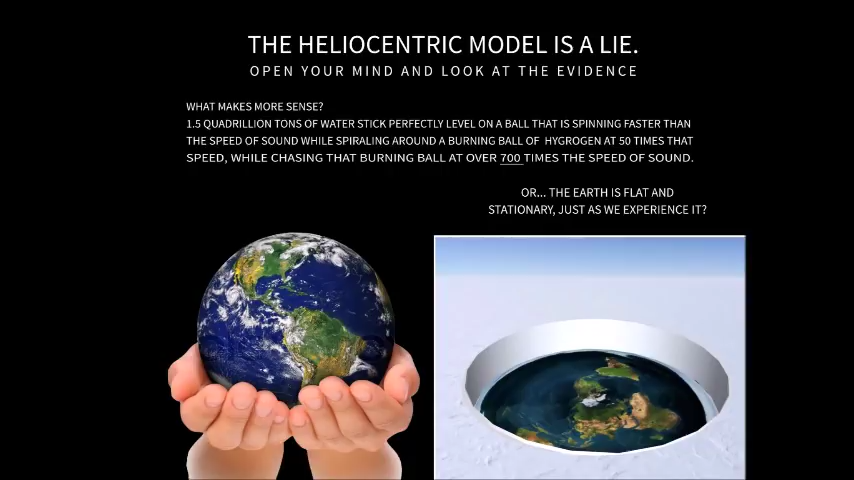 THE HELIOCENTRIC MODEL IS A LIE.
OPEN YOUR MIND AND LOOK AT THE EVIDENCE
WHAT MAKES MORE SENSE?
1.5 QUADRILLION TONS OF WATER STICK PERFECTLY LEVEL ON A BALL THAT IS SPINNING FASTER THAN
THE SPEED OF SOUND WHILE SPIRALING AROUND A BURNING BALL OF HYGROGEN AT 50 TIMES THAT
SPEED, WHILE CHASING THAT BURNING BALL AT OVER 700 TIMES THE SPEED OF SOUND.
OR... THE EARTH IS FLAT AND
STATIONARY, JUST AS WE EXPERIENCE IT?